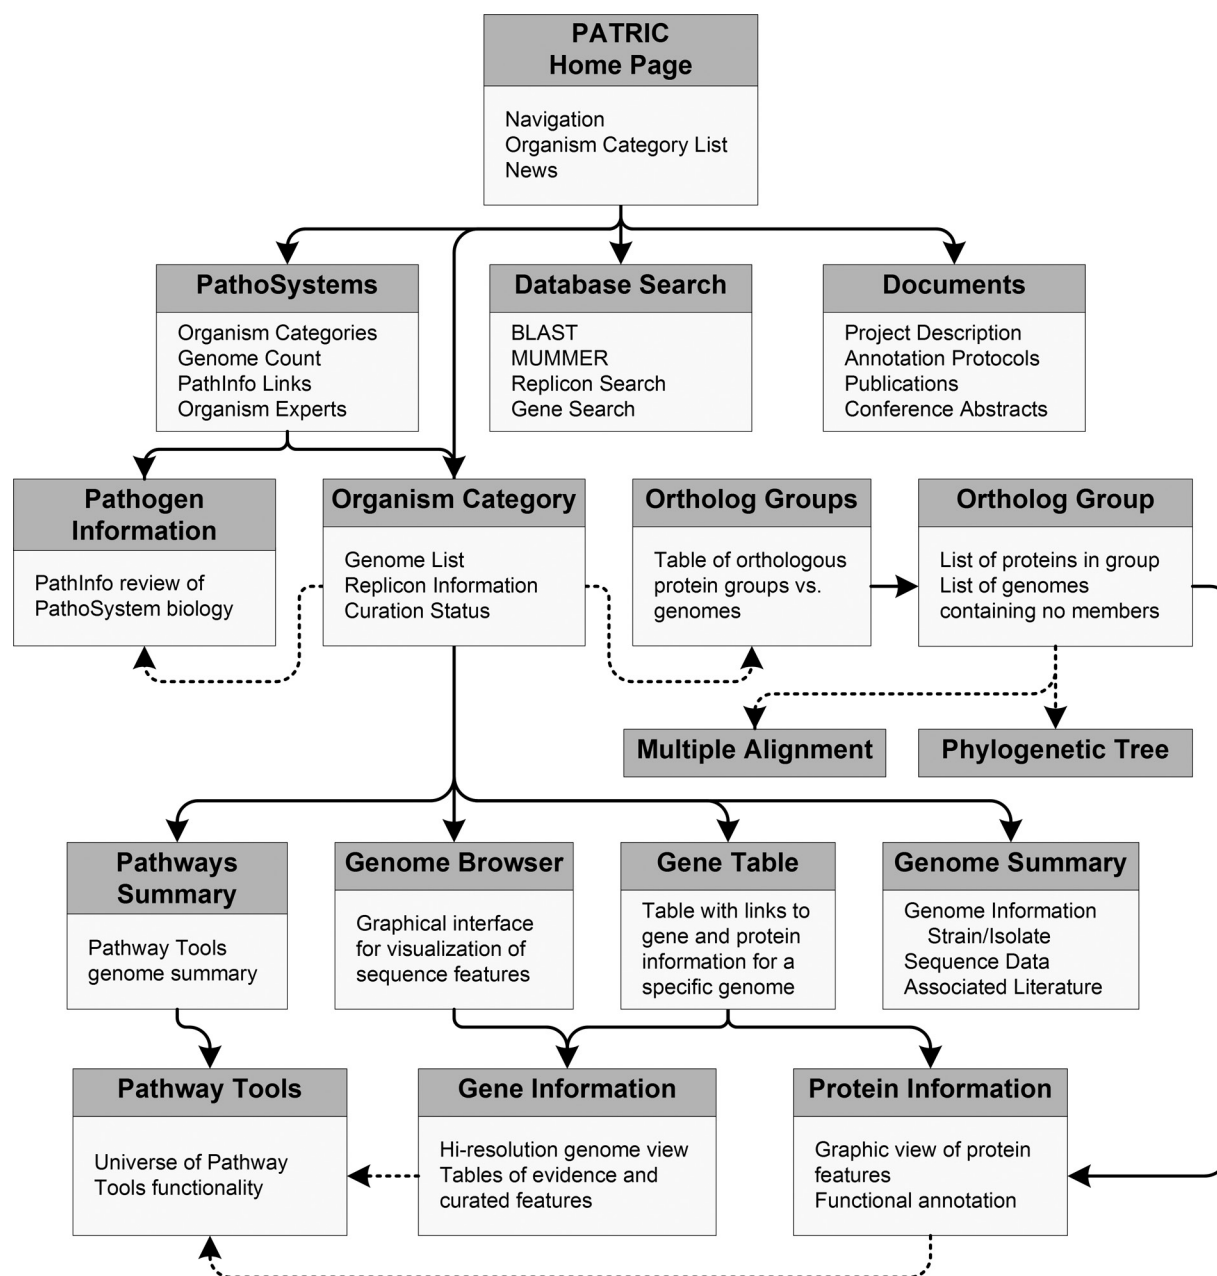 PATRIC
Home Page
Navigation
Organism Category List
News
PathoSystems
Organism Categories
Genome Count
PathInfo Links
Organism Experts
Database Search
BLAST
MUMMER
Replicon Search
Gene Search
Documents
Project Description
Annotation Protocols
Publications
Conference Abstracts
Pathogen
Information
PathInfo review of
PathoSystem biology
Organism Category
Genome List
Replicon Information
Curation Status
Ortholog Groups
Table of orthologous
protein groups vs.
genomes
Ortholog Group
List of proteins in group
List of genomes
containing no members
Multiple Alignment
Phylogenetic Tree
Pathways
Summary
Pathway Tools
genome summary
Genome Browser
Graphical interface
for visualization of
sequence features
Gene Table
Table with links to
gene and protein
information for a
specific genome
Genome Summary
Genome Information
Strain/Isolate
Sequence Data
Associated Literature
Pathway Tools
Universe of Pathway
Tools functionality
Gene Information
Hi-resolution genome view
Tables of evidence and
curated features
Protein Information
Graphic view of protein
features
Functional annotation